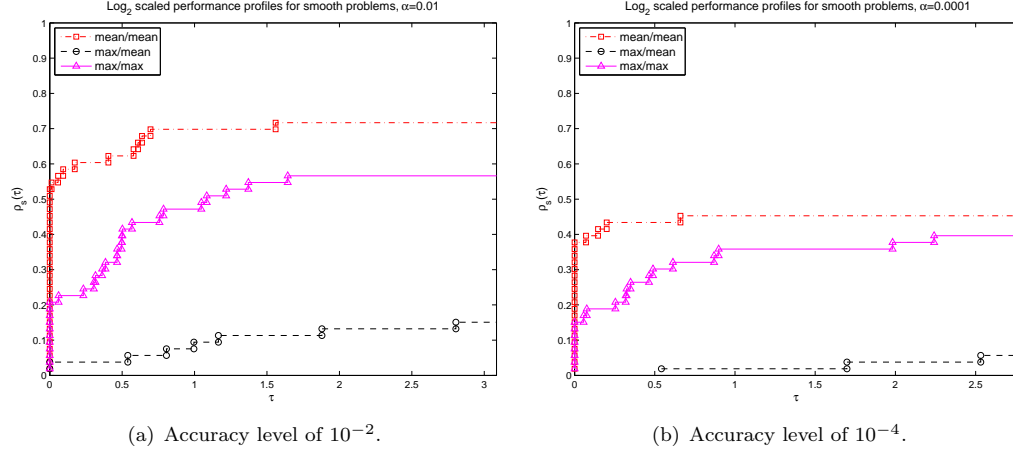 Log2 scaled performance profiles for smooth problems, α=0.01
1
0.9
0.8
0.7
0.6
0.5
0.4
0.3
0.2
0.1
0
ρs(τ)
mean/mean
max/mean
max/max
0 0.5 1 1.5 2 2.5 3
τ
(a) Accuracy level of 10−2.
Log2 scaled performance profiles for smooth problems, α=0.0001
1
0.9
0.8
0.7
0.6
0.5
0.4
0.3
0.2
0.1
0
ρs(τ)
mean/mean
max/mean
max/max
0 0.5 1 1.5 2 2.5
τ
(b) Accuracy level of 10−4.